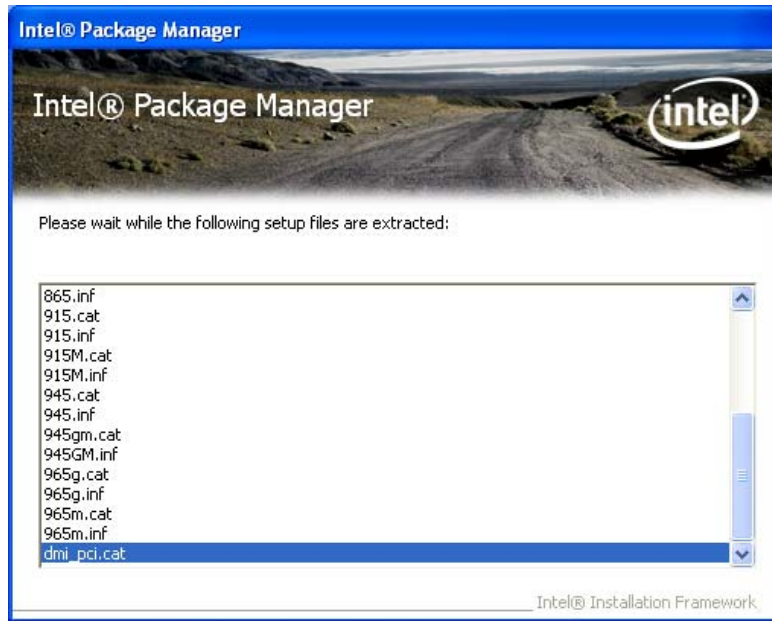 Intel® Package Manager
Intel® Package Manager
intel
Please wait while the following setup files are extracted:
865.inf
915.cat
915.inf
915M.cat
915M.inf
945.cat
945.inf
945gm.cat
945GM.inf
965g.cat
965g.inf
965m.cat
965m.inf
dmi_pci.cat
Intel® Installation Framework